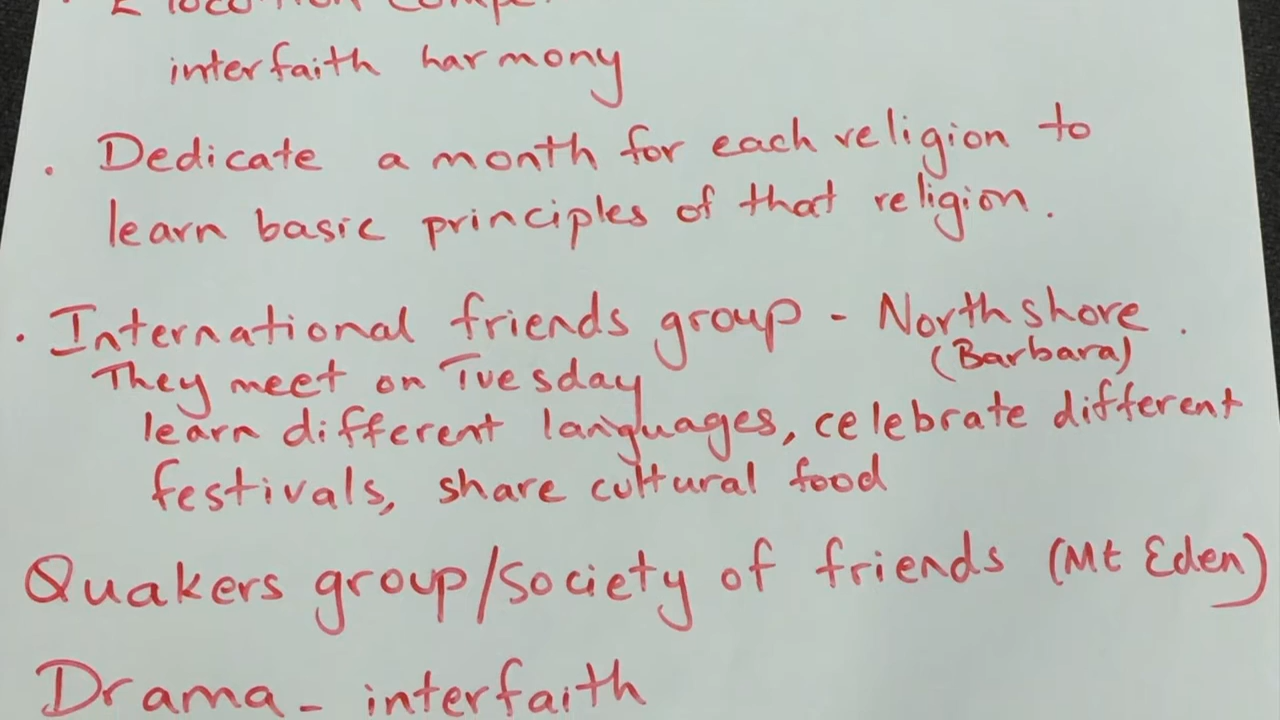 interfaith harmony
. Dedicate a month for each religion to
learn basic principles of that religion.
. International friends group - Northshore.
(Barbara)
They meet on Tuesday
learn different languages, celebrate different
festivals, share cultural food
Quakers group/Society of friends (Mt Eden)
Drama - interfaith